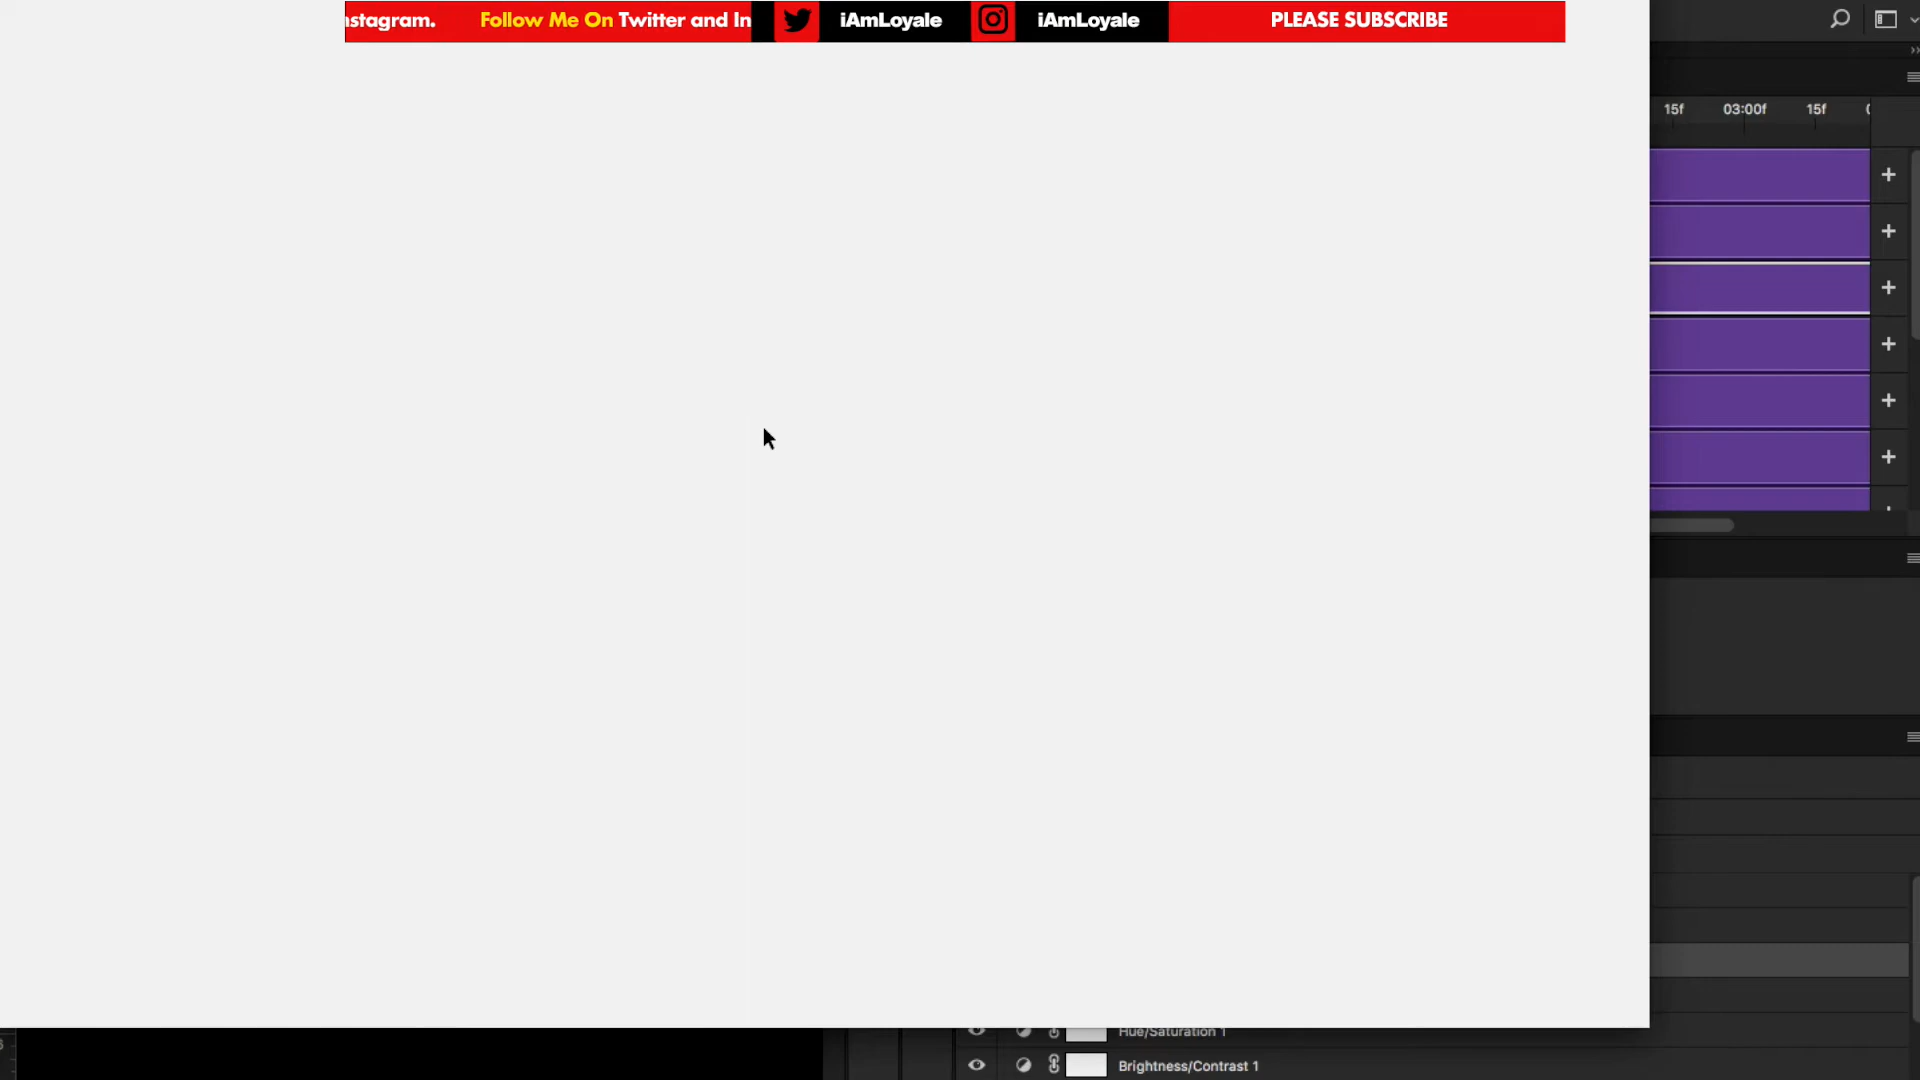 nstagram. Follow Me On Twitter and In iAmLoyale iAmLoyale PLEASE SUBSCRIBE
15f 03:00f 15f
Hue/Saturation 1
Brightness/Contrast 1